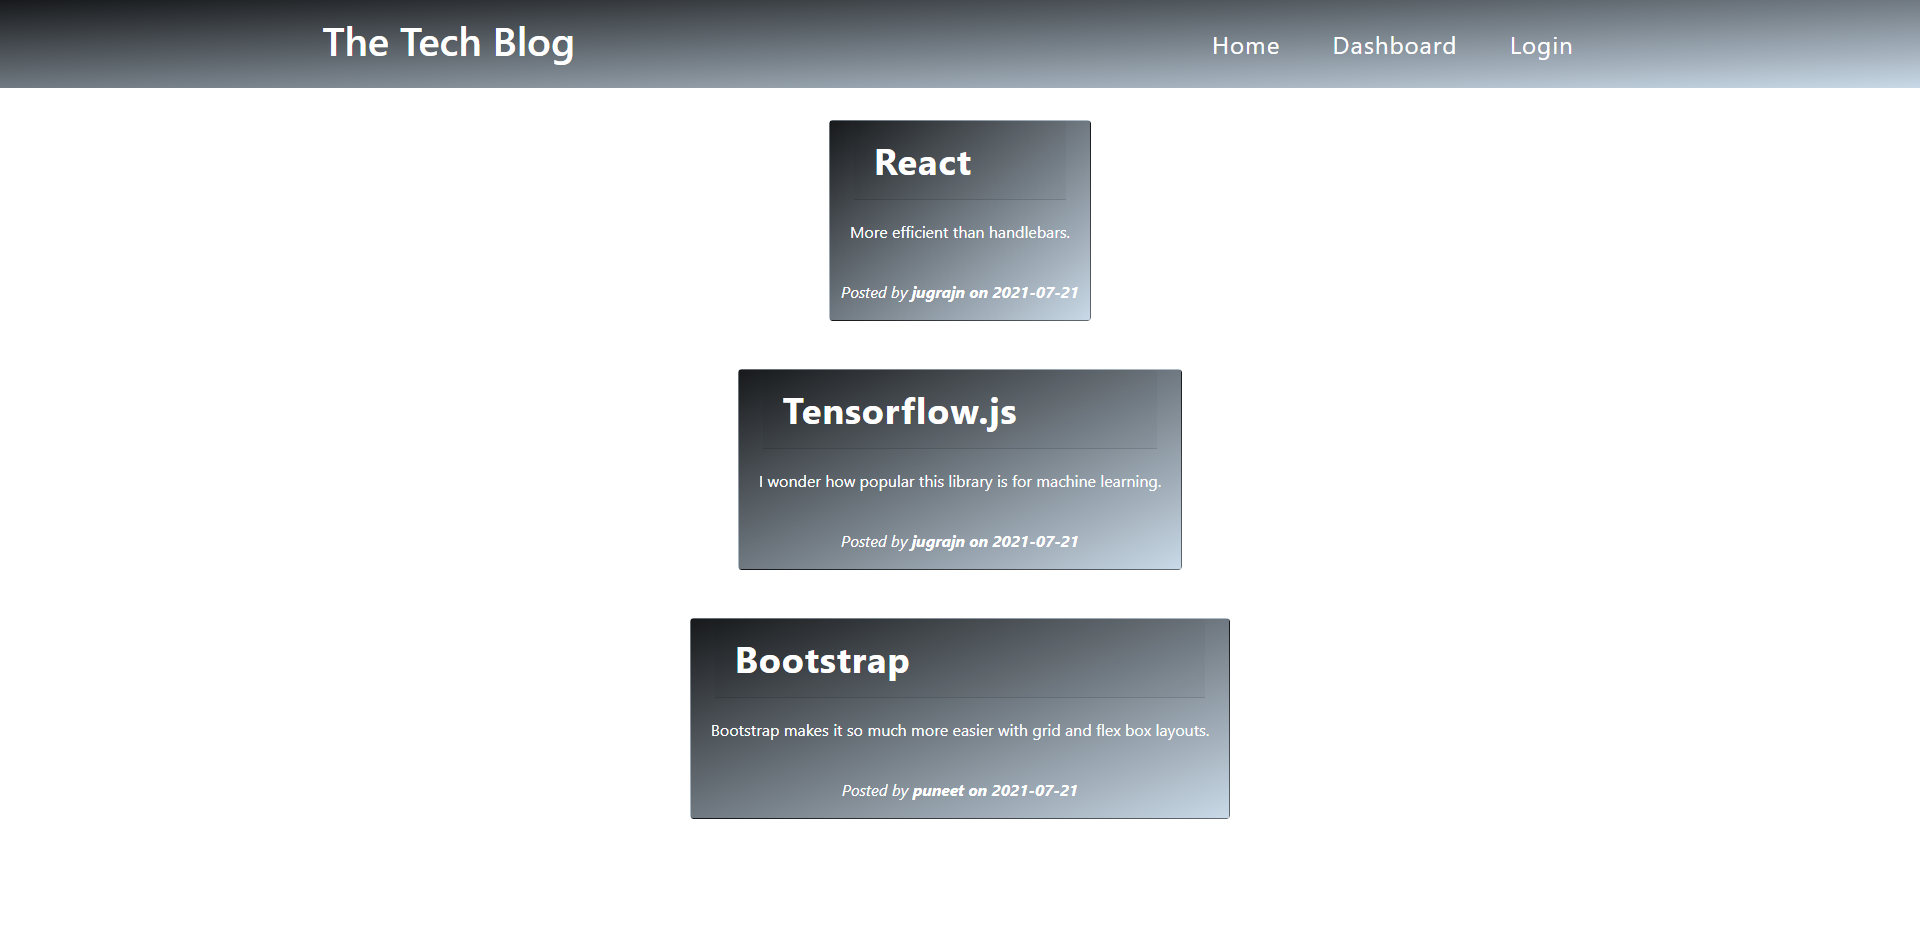 The Tech Blog Home Dashboard Login
React
More efficient than handlebars.
Posted by jugrajn on 2021-07-21
Tensorflow.js
I wonder how popular this library is for machine learning.
Posted by jugrajn on 2021-07-21
Bootstrap
Bootstrap makes it so much more easier with grid and flex box layouts.
Posted by puneet on 2021-07-21